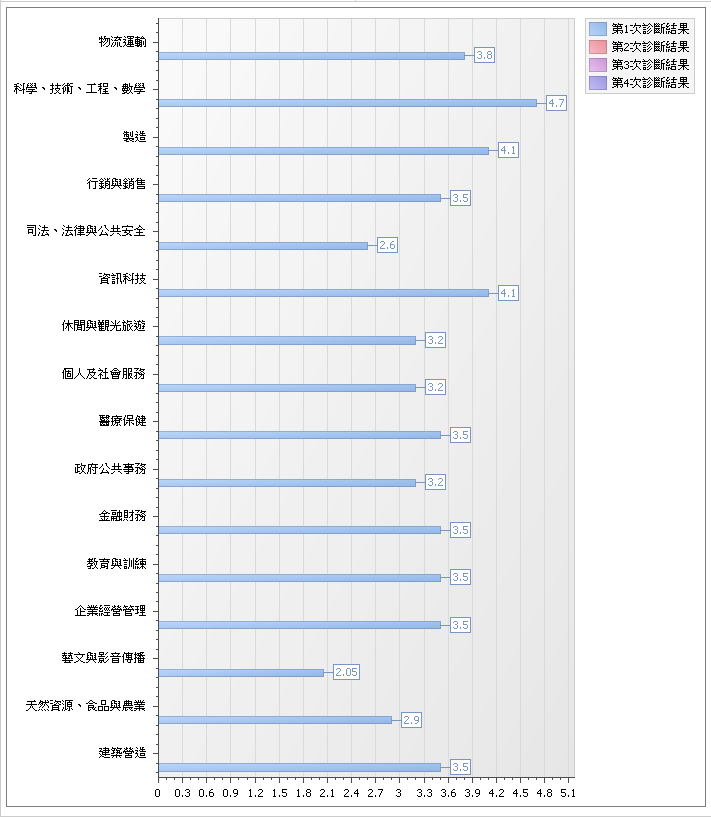 物流運輸
3.8
科學、技術、工程、數學
4.7
製造
4.1
行銷與銷售
3.5
司法、法律與公共安全
2.6
資訊科技
4.1
休閒與觀光旅遊
3.2
個人及社會服務
3.2
醫療保健
3.5
政府公共事務
3.2
金融財務
3.5
教育與訓練
3.5
企業經營管理
3.5
藝文與影音傳播
2.05
天然資源、食品與農業
2.9
建築營造
3.5
0 0.3 0.6 0.9 1.2 1.5 1.8 2.1 2.4 2.7 3 3.3 3.6 3.9 4.2 4.5 4.8 5.1
第1次診斷結果
第2次診斷結果
第3次診斷結果
第4次診斷結果